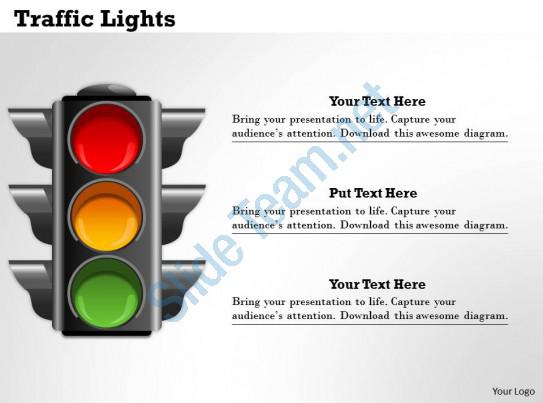 Traffic Lights
Your Text Here
Bring your presentation to life. Capture your
audience's attention. Download this awesome diagram.
Put Text Here
Bring your presentation to life. Capture your
audience's attention. Download this awesome diagram.
Your Text Here
Bring your presentation to life. Capture your
audience's attention. Download this awesome diagram.
Slide Team.net
Your Logo